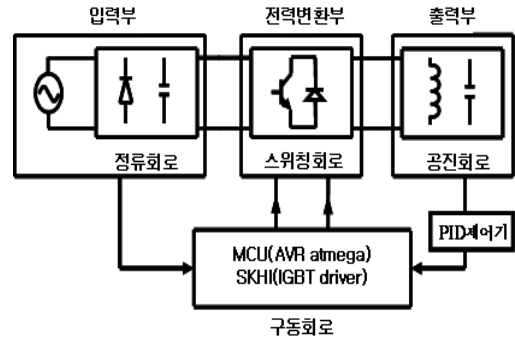 입력부
전력변환부
출력부
정류회로
스위칭회로
공진회로
PID제어기
MCU(AVR atmega)
SKHI(IGBT driver)
구동회로